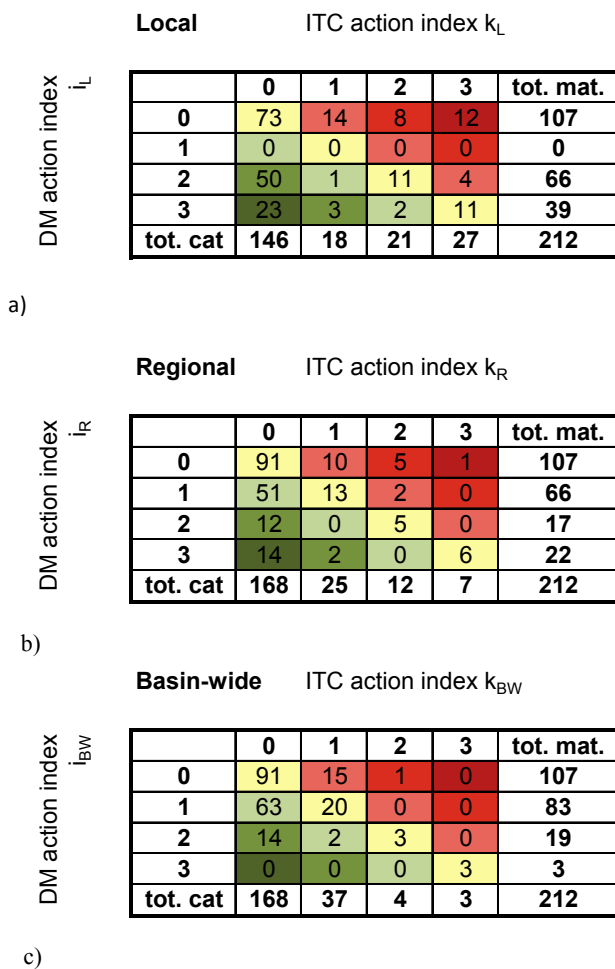 Local ITC action index kL
DM action index iL
0 1 2 3 tot. mat.
0 73 14 8 12 107
1 0 0 0 0 0
2 50 1 11 4 66
3 23 3 2 11 39
tot. cat 146 18 21 27 212
a)
Regional ITC action index kR
DM action index iR
0 1 2 3 tot. mat.
0 91 10 5 1 107
1 51 13 2 0 66
2 12 0 5 0 17
3 14 2 0 6 22
tot. cat 168 25 12 7 212
b)
Basin-wide ITC action index kBW
DM action index iBW
0 1 2 3 tot. mat.
0 91 15 1 0 107
1 63 20 0 0 83
2 14 2 3 0 19
3 0 0 0 3 3
tot. cat 168 37 4 3 212
c)